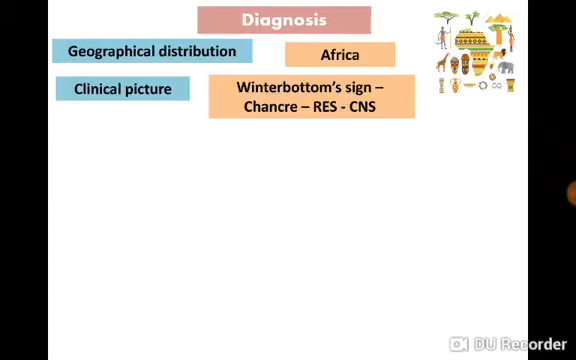 Diagnosis
Geographical distribution
Africa
Clinical picture
Winterbottom's sign –
Chancre – RES - CNS
DU Recorder